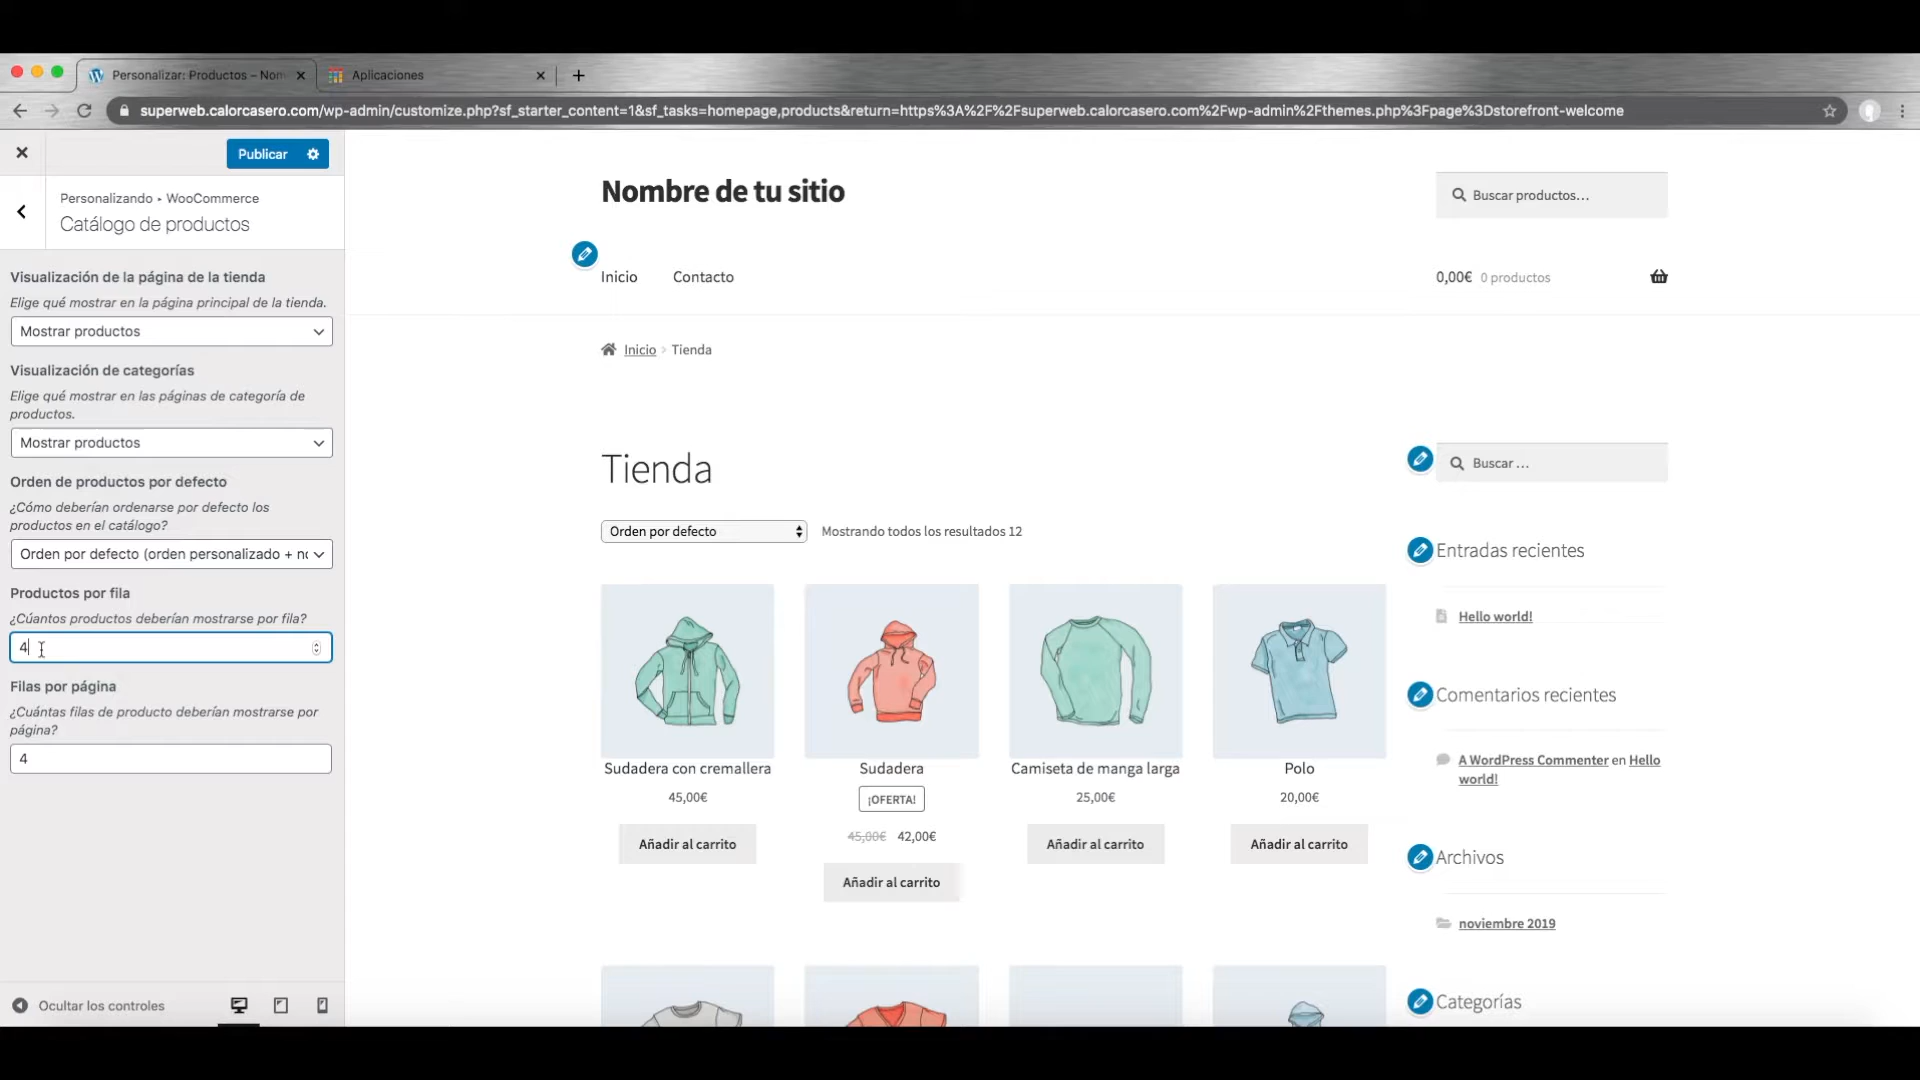 Personalizar: Productos – Nom
Aplicaciones
superweb.calorcasero.com/wp-admin/customize.php?sf_starter_content=1&sf_tasks=homepage,products&return=https%3A%2F%2Fsuperweb.calorcasero.com%2Fwp-admin%2Fthemes.php%3Fpage%3Dstorefront-welcome
Publicar
Personalizando ▸ WooCommerce
Catálogo de productos
Visualización de la página de la tienda
Elige qué mostrar en la página principal de la tienda.
Mostrar productos
Visualización de categorías
Elige qué mostrar en las páginas de categoría de
productos.
Mostrar productos
Orden de productos por defecto
¿Cómo deberían ordenarse por defecto los
productos en el catálogo?
Orden por defecto (orden personalizado + no
Productos por fila
¿Cúantos productos deberían mostrarse por fila?
4
Filas por página
¿Cuántas filas de producto deberían mostrarse por
página?
4
Ocultar los controles
Nombre de tu sitio
Buscar productos…
Inicio
Contacto
0,00€ 0 productos
Inicio › Tienda
Tienda
Orden por defecto
Mostrando todos los resultados 12
Sudadera con cremallera
45,00€
Añadir al carrito
Sudadera
¡OFERTA!
45,00€ 42,00€
Añadir al carrito
Camiseta de manga larga
25,00€
Añadir al carrito
Polo
20,00€
Añadir al carrito
Buscar …
Entradas recientes
Hello world!
Comentarios recientes
A WordPress Commenter en Hello
world!
Archivos
noviembre 2019
Categorías